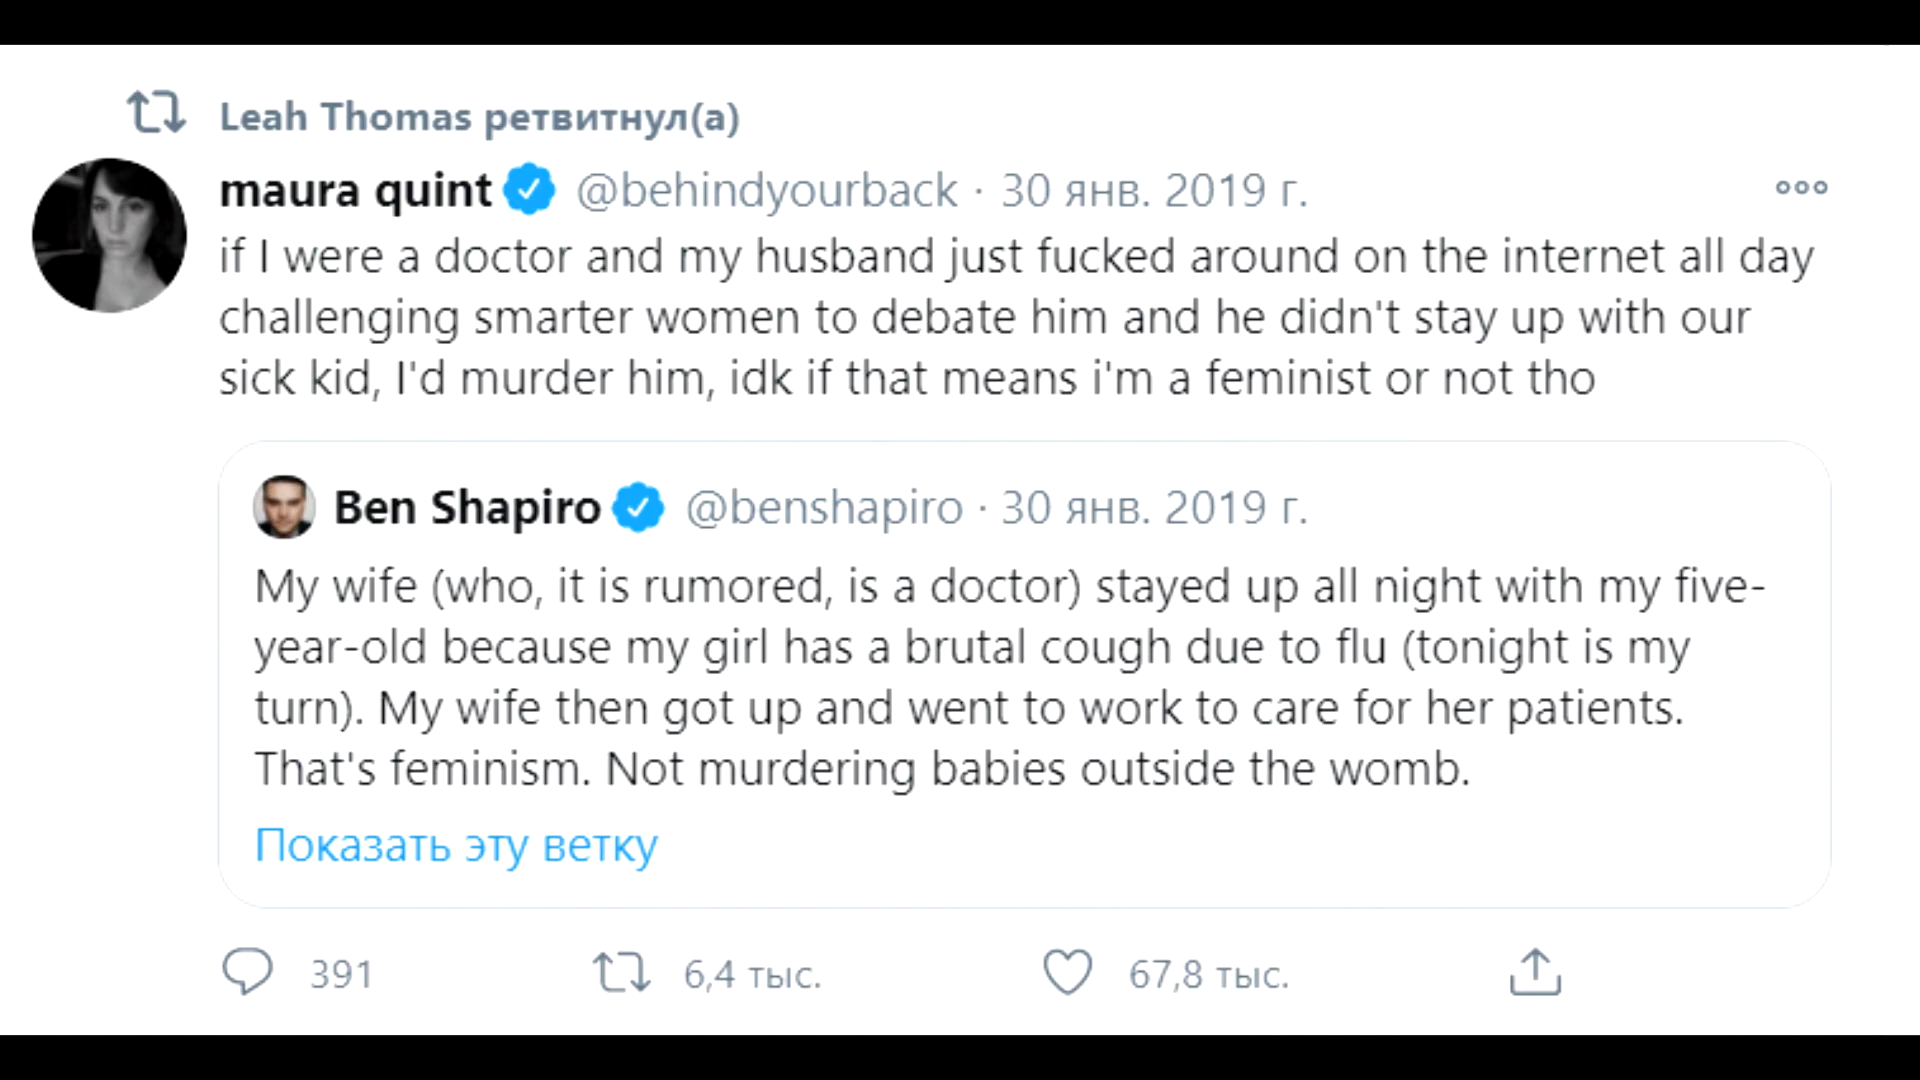 Leah Thomas ретвитнул(а)
maura quint @behindyourback · 30 янв. 2019 г.
if I were a doctor and my husband just fucked around on the internet all day
challenging smarter women to debate him and he didn't stay up with our
sick kid, I'd murder him, idk if that means i'm a feminist or not tho
Ben Shapiro @benshapiro · 30 янв. 2019 г.
My wife (who, it is rumored, is a doctor) stayed up all night with my five-
year-old because my girl has a brutal cough due to flu (tonight is my
turn). My wife then got up and went to work to care for her patients.
That's feminism. Not murdering babies outside the womb.
Показать эту ветку
391 6,4 тыс. 67,8 тыс.